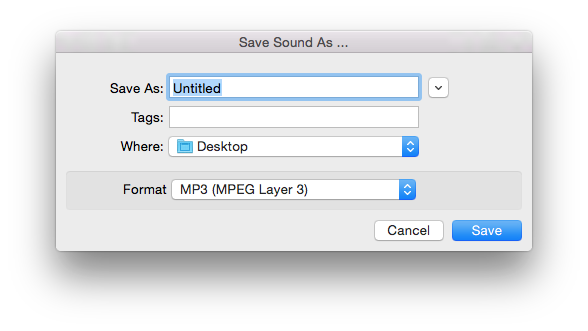 Save Sound As ...
Save As: Untitled
Tags:
Where: Desktop
Format MP3 (MPEG Layer 3)
Cancel Save